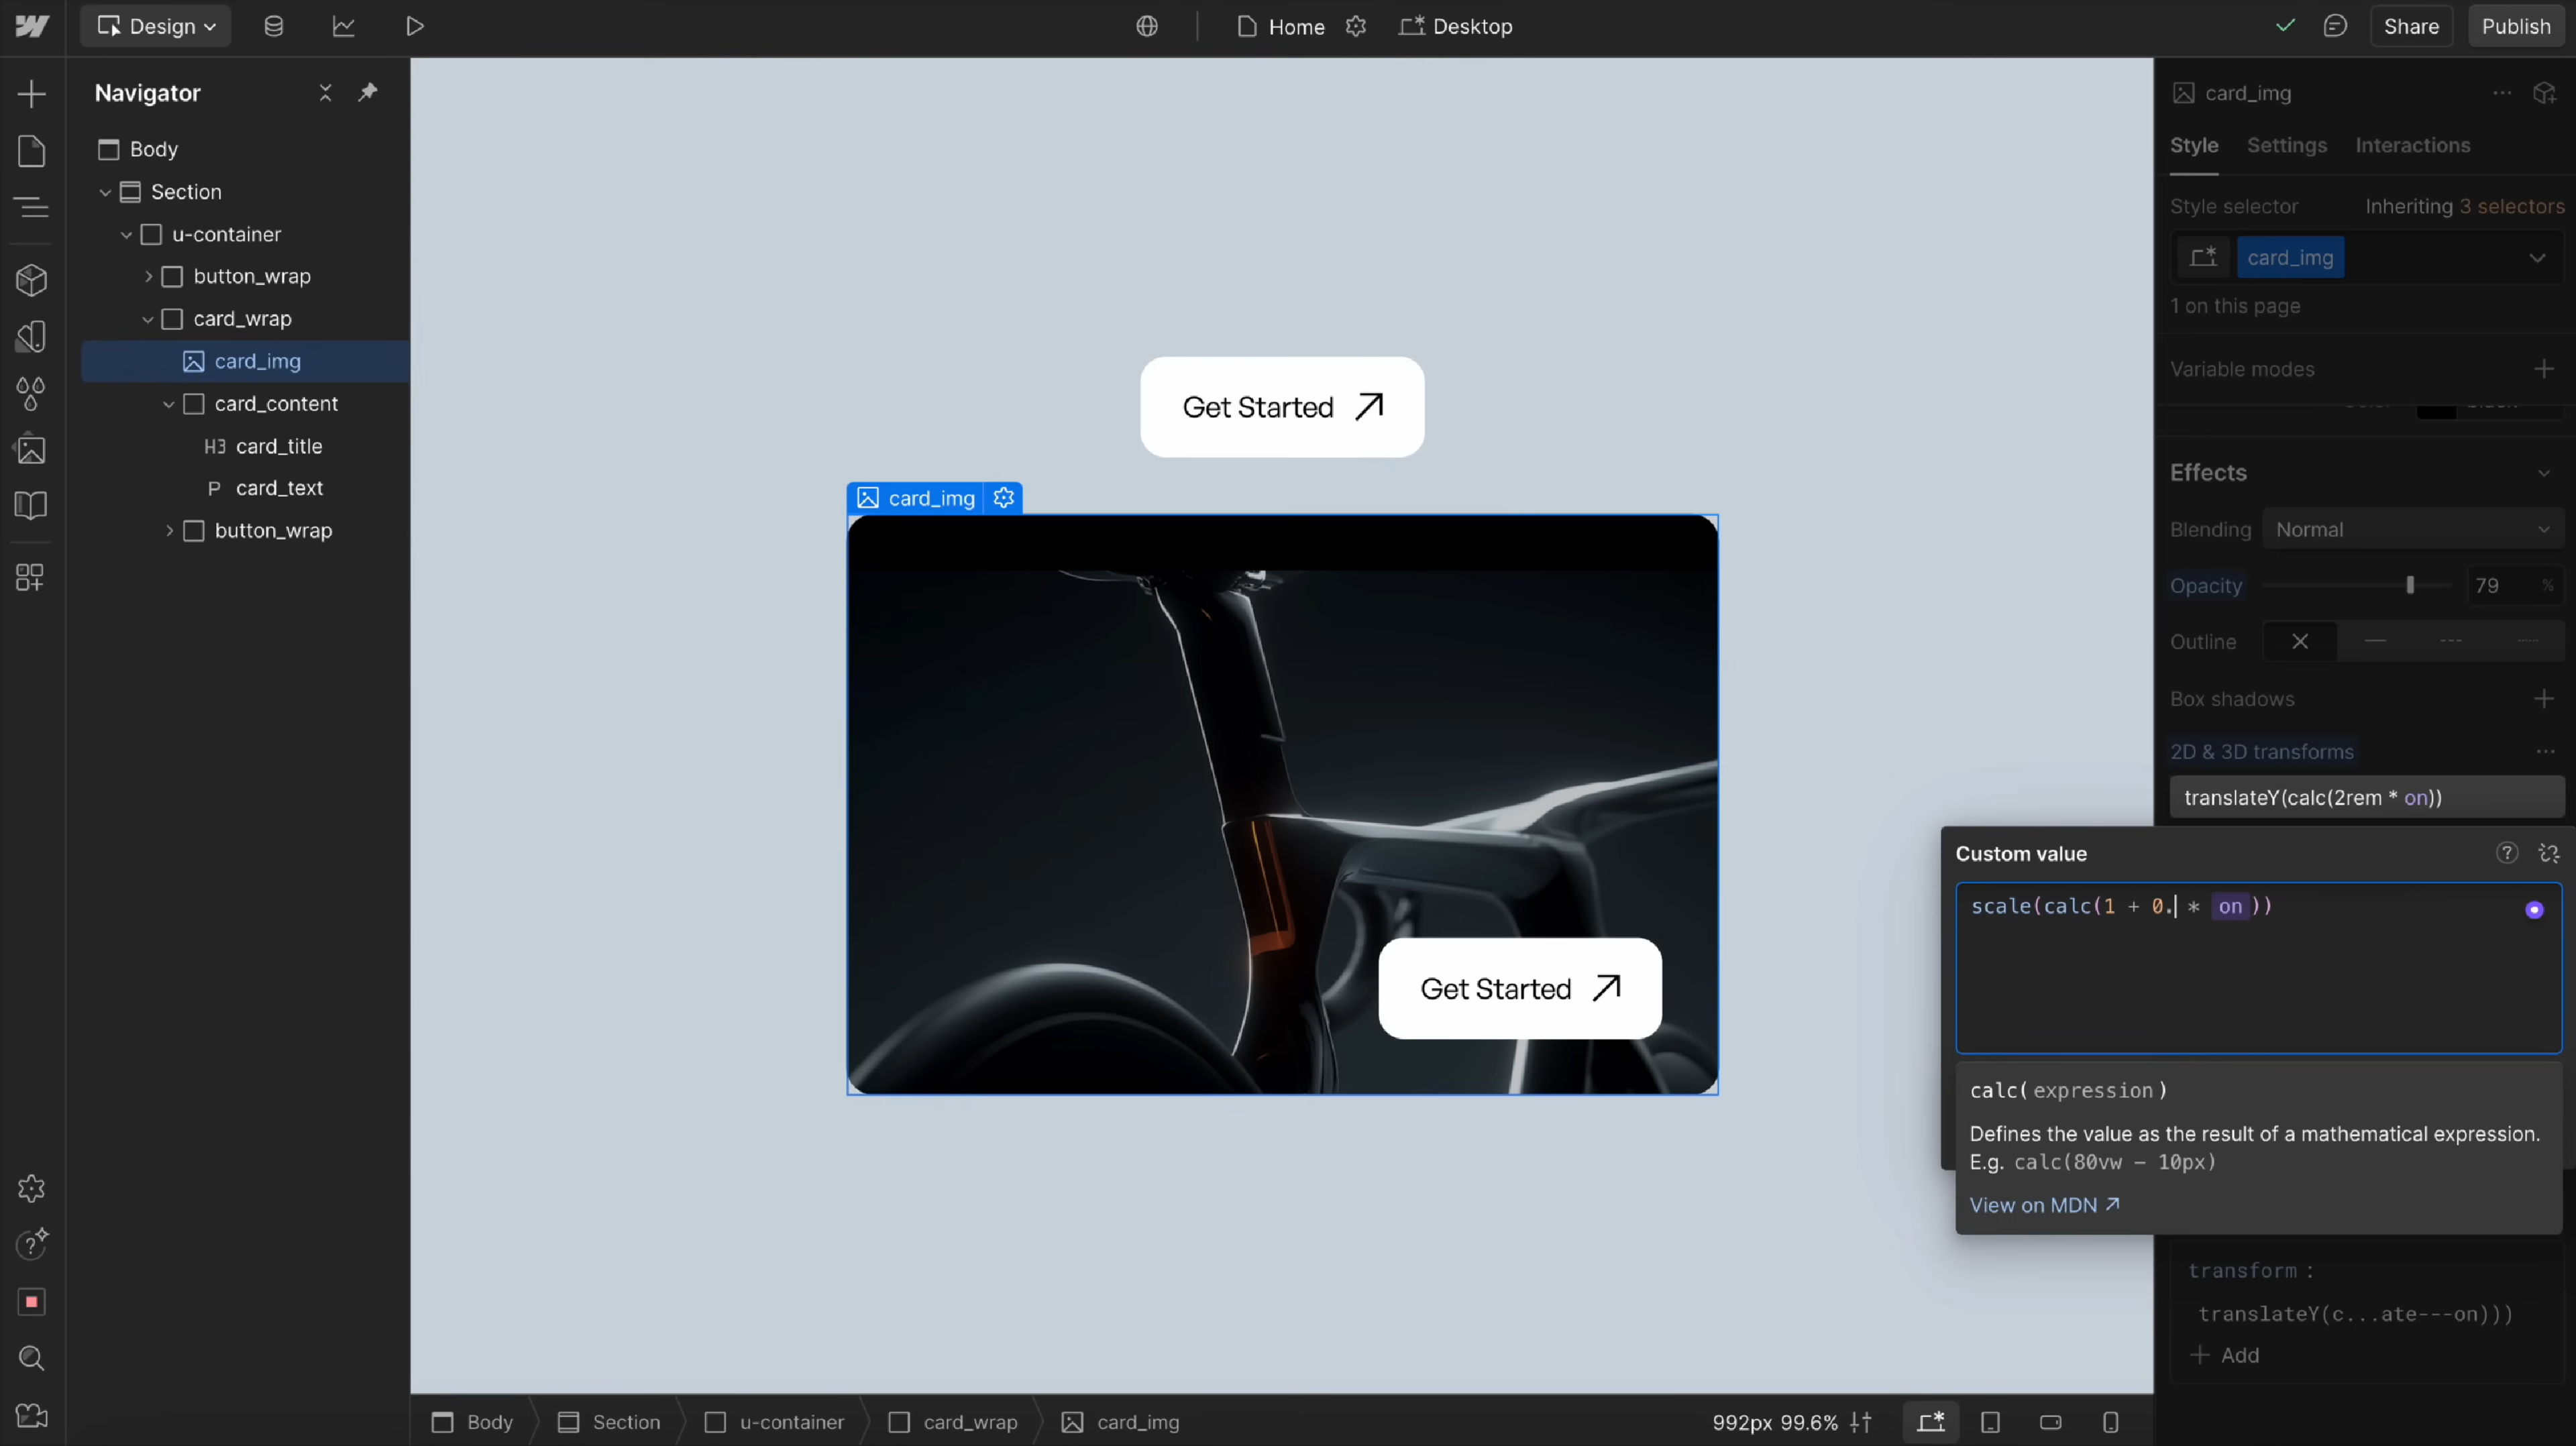 Design
Home
Desktop
Share
Publish
Navigator
Body
Section
u-container
button_wrap
card_wrap
card_img
card_content
H3 card_title
P card_text
button_wrap
Get Started
card_img
Get Started
card_img
Style Settings Interactions
Style selector
Inheriting 3 selectors
card_img
1 on this page
Variable modes
Effects
Blending Normal
Opacity 79 %
Outline
Box shadows
2D & 3D transforms
translateY(calc(2rem * on))
Custom value
scale(calc(1 + 0. * on ))
calc( expression )
Defines the value as the result of a mathematical expression.
E.g. calc(80vw – 10px)
View on MDN
transform :
translateY(c...ate---on)))
Add
Body Section u-container card_wrap card_img
992px 99.6%